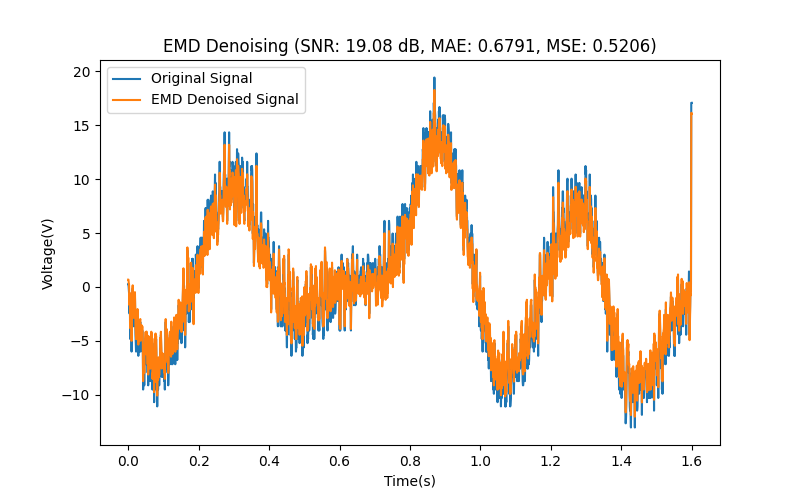 EMD Denoising (SNR: 19.08 dB, MAE: 0.6791, MSE: 0.5206)
Original Signal
EMD Denoised Signal
20
15
10
5
0
−5
−10
Voltage(V)
0.0 0.2 0.4 0.6 0.8 1.0 1.2 1.4 1.6
Time(s)